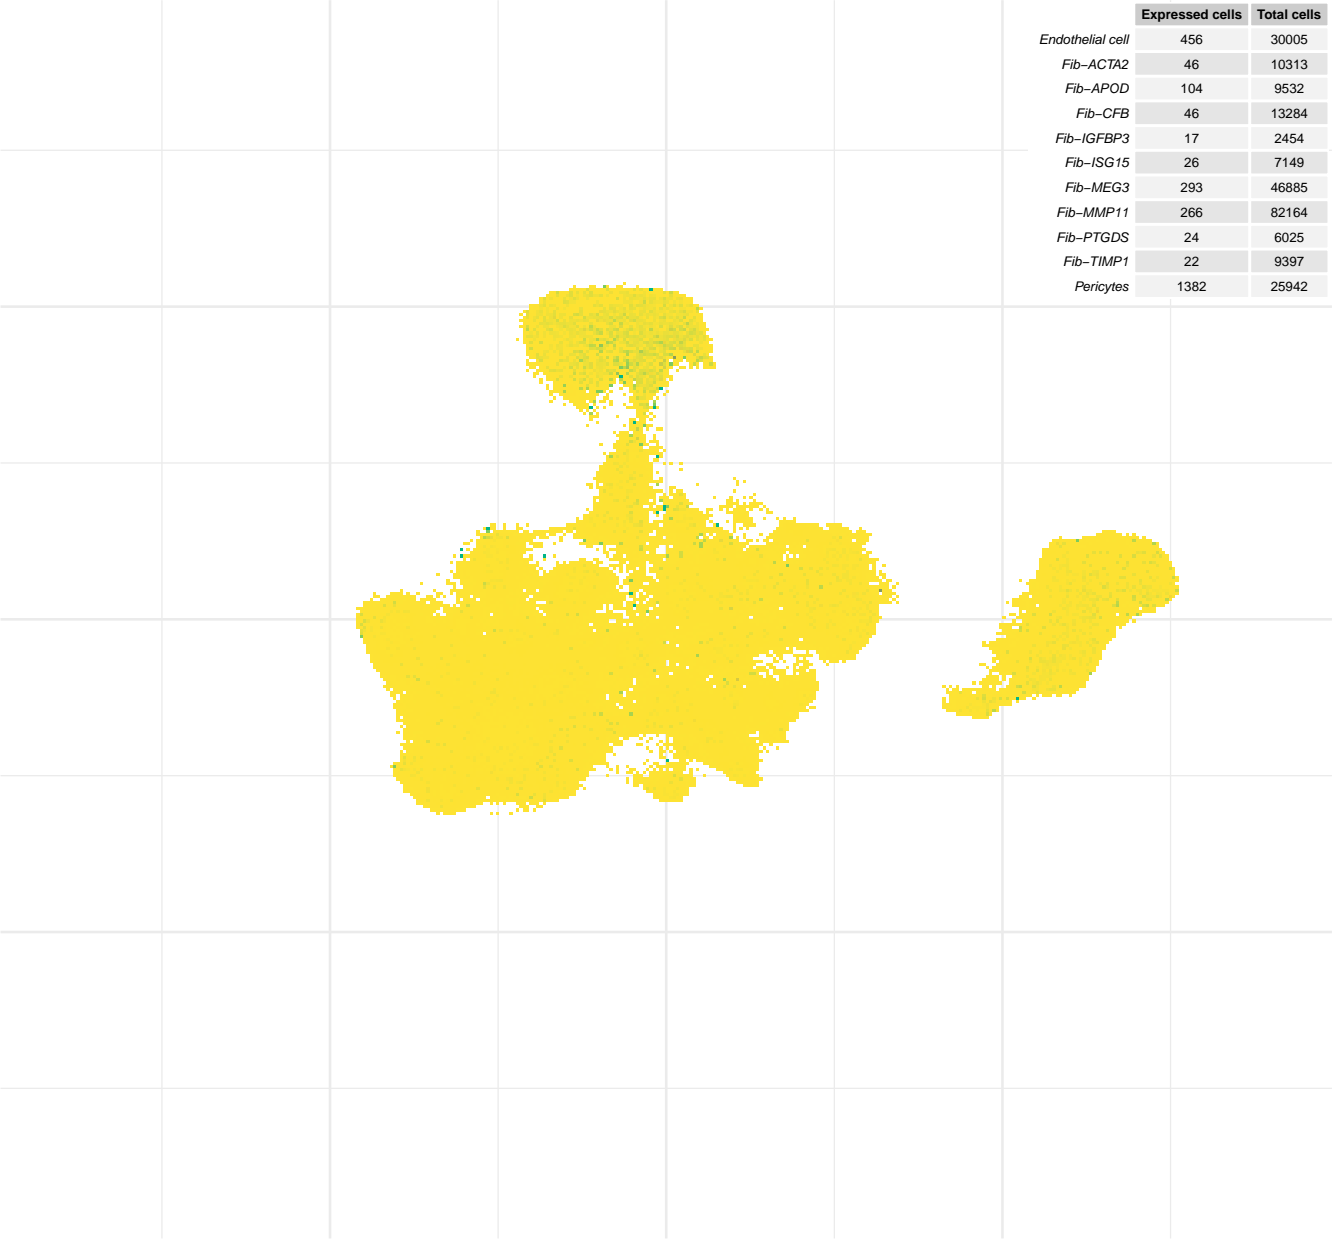 Expressed cells Total cells
Endothelial cell 456 30005
Fib−ACTA2 46 10313
Fib−APOD 104 9532
Fib−CFB 46 13284
Fib−IGFBP3 17 2454
Fib−ISG15 26 7149
Fib−MEG3 293 46885
Fib−MMP11 266 82164
Fib−PTGDS 24 6025
Fib−TIMP1 22 9397
Pericytes 1382 25942